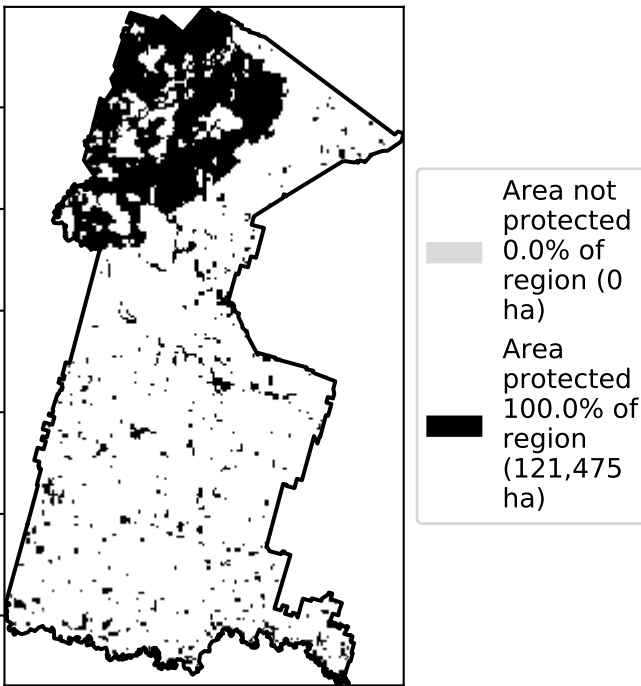 Area not
protected
0.0% of
region (0
ha)
Area
protected
100.0% of
region
(121,475
ha)